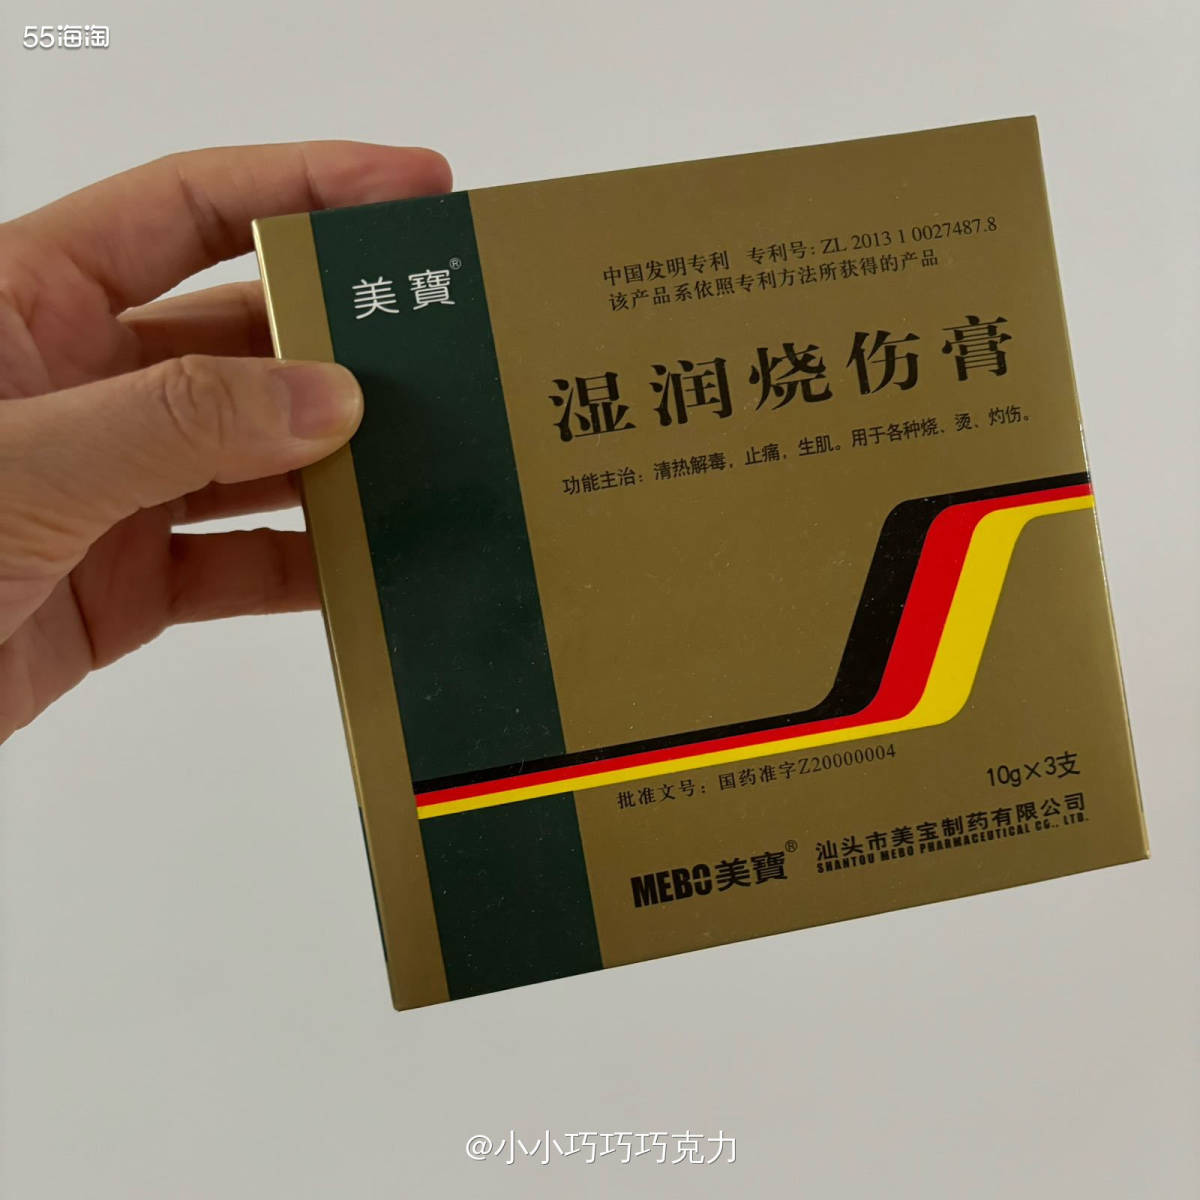 55海淘
美寶®
中国发明专利 专利号：ZL 2013 1 0027487.8
该产品系依照专利方法所获得的产品
湿润烧伤膏
功能主治：清热解毒，止痛，生肌。用于各种烧、烫、灼伤。
批准文号：国药准字Z20000004
10g×3支
MEBO美寶®
汕头市美宝制药有限公司
SHANTOU MEBO PHARMACEUTICAL CO., LTD.
@小小巧巧巧克力